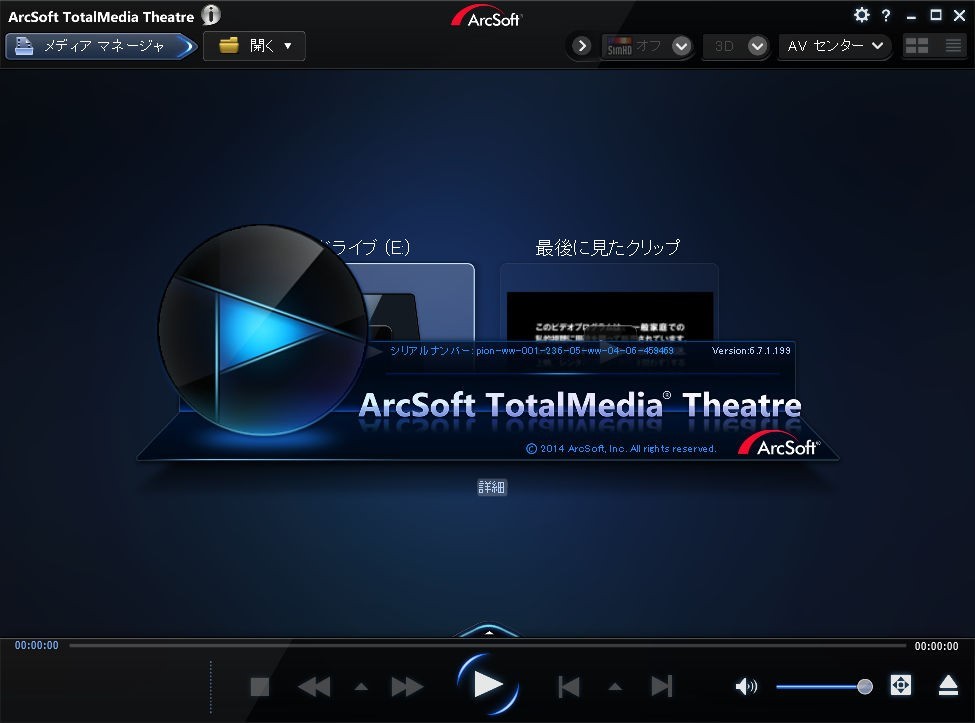 ArcSoft TotalMedia Theatre
ArcSoft
メディア マネージャ
開く
SimHD オフ
3D
AV センター
ドライブ (E:)
最後に見たクリップ
このビデオプログラムは、一般家庭での
シリアルナンバー: pion-ww-001-236-05-ww-04-06-459469
Version:6.7.1.199
ArcSoft TotalMedia® Theatre
© 2014 ArcSoft, Inc. All rights reserved.
ArcSoft®
詳細
00:00:00
00:00:00